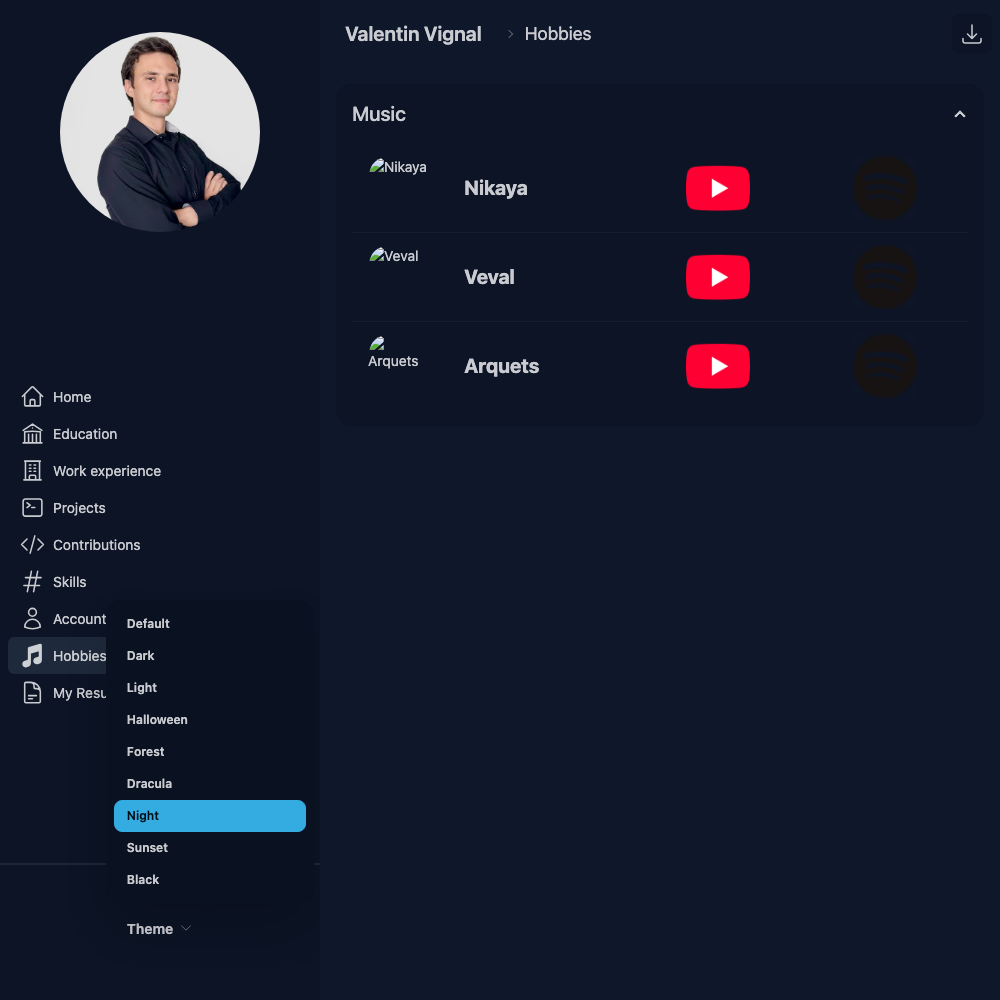 Valentin Vignal
Hobbies
Music
Nikaya
Nikaya
Veval
Veval
Arquets
Arquets
Home
Education
Work experience
Projects
Contributions
Skills
Account
Hobbies
My Resu
Default
Dark
Light
Halloween
Forest
Dracula
Night
Sunset
Black
Theme